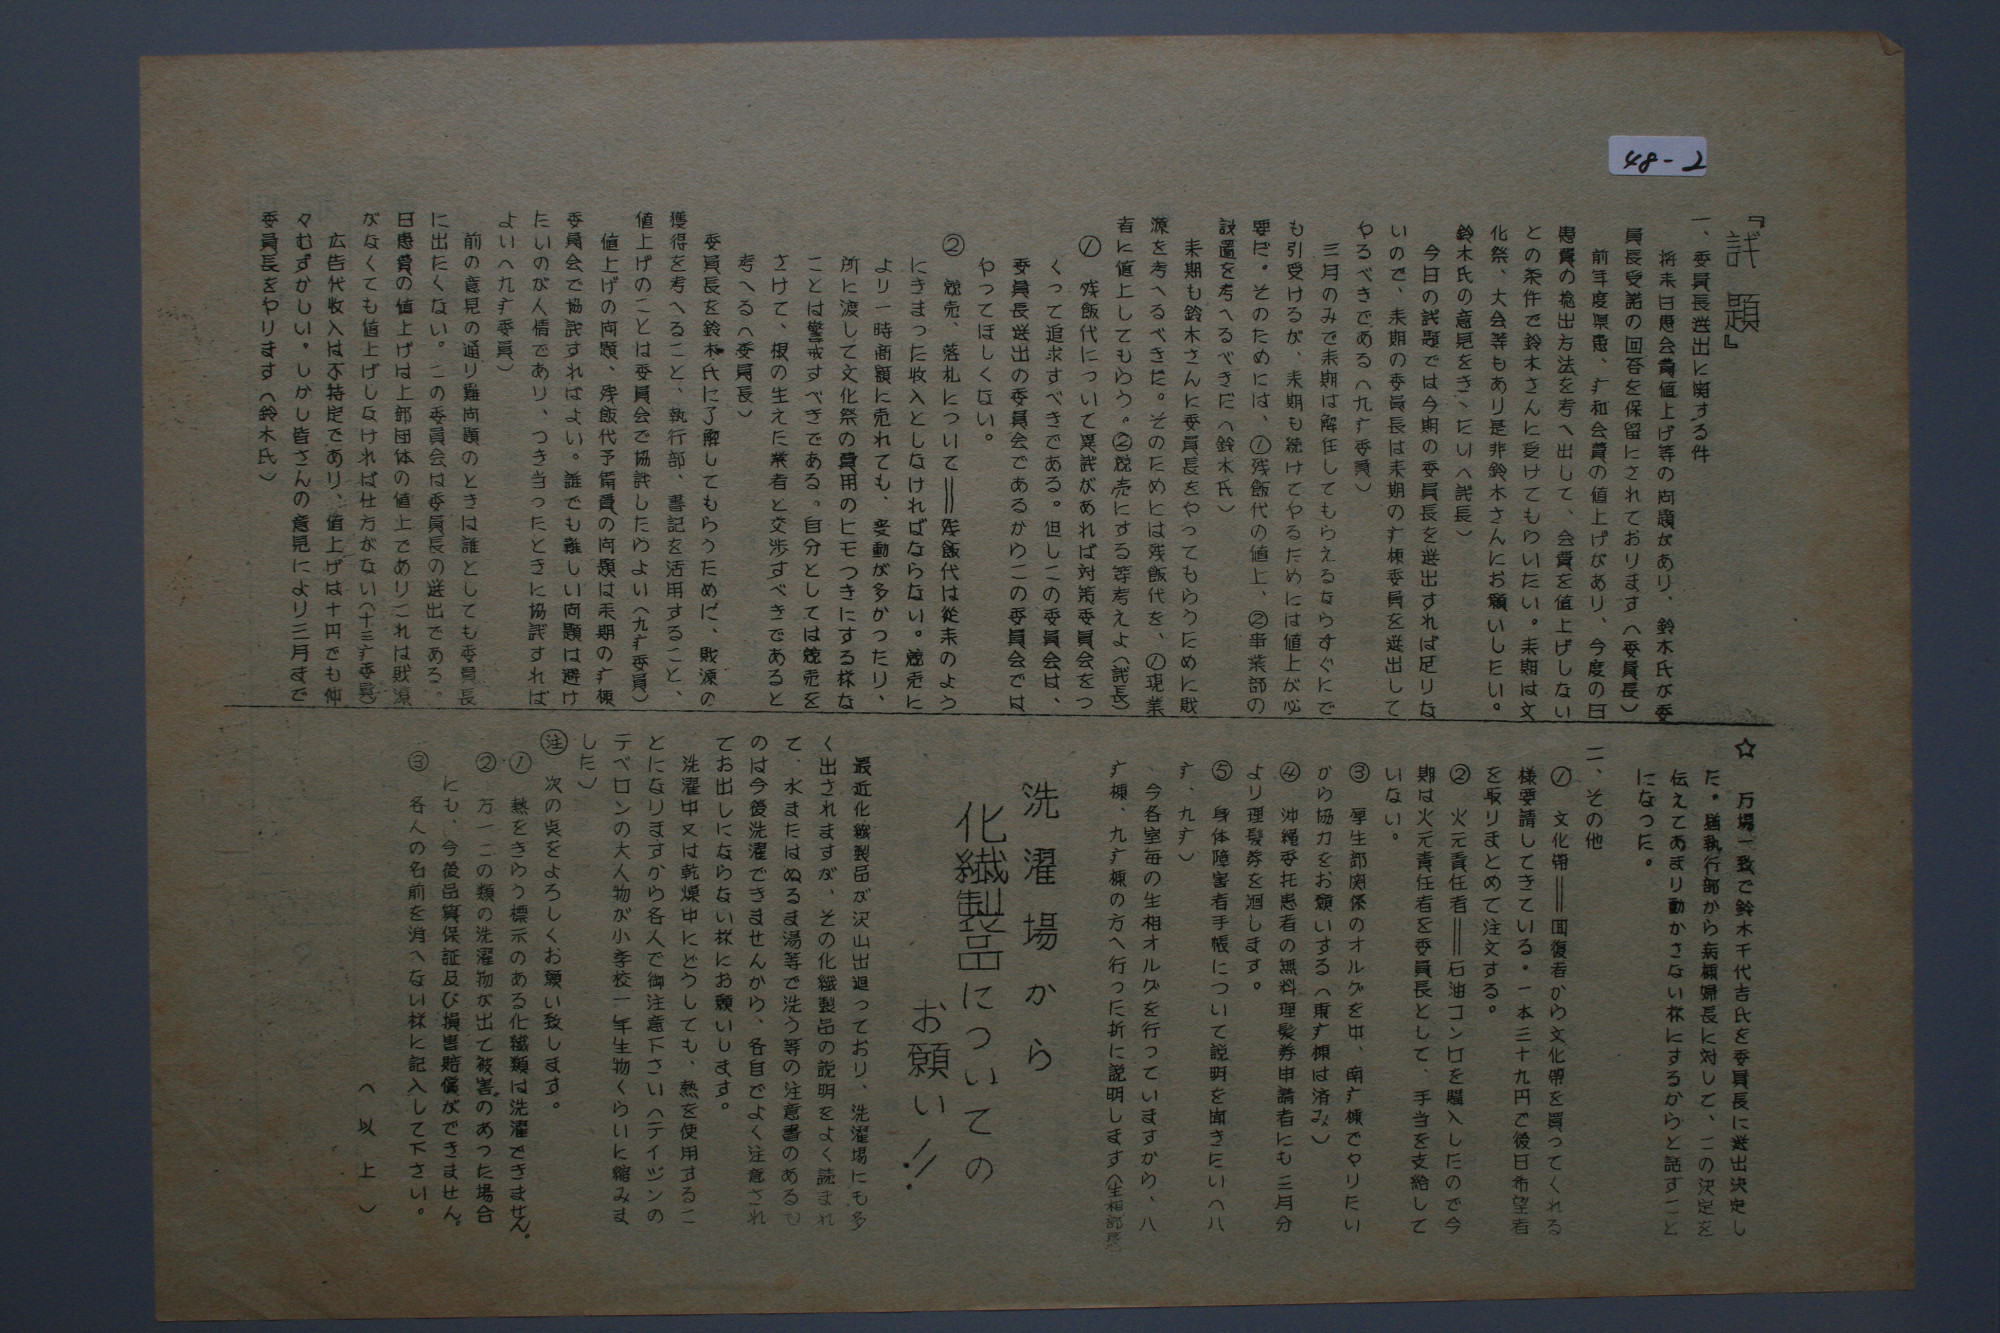 48-2
『議題』
一、委員長選出に関する件
将来日患会費値上げ等の问題があり、鈴木氏が委
員長受諾の回答を保留にされております（委員長）
前年度県患、疒和会費の値上げがあり、今度の日
患費の捻出方法を考へ出して、会費を値上げしない
との条件で鈴木さんに受けてもらいたい。来期は文
化祭、大会等もあり是非鈴木さんにお願いしたい。
鈴木氏の意見をきゝたい（議長）
今日の議題では今期の委員長を選出すれば足りな
いので、来期の委員長は来期の疒棟委員を選出して
やるべきである（九疒委員）
三月のみで来期は解任してもらえるならすぐにで
も引受けるが、来期も続けてやるためには値上が必
要だ。そのためには、①残飯代の値上、②事業部の
設置を考へるべきだ（鈴木氏）
来期も鈴木さんに委員長をやってもらうために財
源を考へるべきだ。そのためには残飯代を、①現業
者に値上してもらう。②競売にする等考えよ（議長）
① 残飯代について異議があれば対策委員会をつ
くって追求すべきである。但しこの委員会は、
委員長選出の委員会であるからこの委員会では
やってほしくない。
② 競売、落札について＝残飯代は従来のよう
にきまった収入としなければならない。競売に
より一時高額に売れても、変動が多かったり、
所に渡して文化祭の費用のヒモつきにする様な
ことは警戒すべきである。自分としては競売を
さけて、根の生えた業者と交渉すべきであると
考へる（委員長）
委員長を鈴木氏に了解してもらうために、財源の
獲得を考へること、執行部、書記を活用すること、
値上げのことは委員会で協議したらよい（九疒委員）
値上げの问題、残飯代予備費の问題は来期の疒棟
委員会で協議すればよい。誰でも難しい问題は避け
たいのが人情であり、つき当ったときに協議すれば
よい（九疒委員）
前の意見の通り難问題のときは誰としても委員長
に出たくない。この委員会は委員長の選出である。
日患費の値上げは上部団体の値上でありこれは財源
がなくても値上げしなければ仕方がない（十三疒委員）
広告代收入は不特定であり、値上げは十円でも仲
々むずかしい。しかし皆さんの意見により三月まで
委員長をやります（鈴木氏）
☆ 万場一致で鈴木千代吉氏を委員長に選出決定し
た。猶執行部から病棟婦長に対して、この決定を
伝えてあまり動かさない様にするからと話すこと
になった。
二、その他
① 文化帯＝回復者から文化帯を買ってくれる
様要請してきている。一本三十九円で後日希望者
を取りまとめて注文する。
② 火元責任者＝石油コンロを購入したので今
期は火元責任者を委員長として、手当を支給して
いない。
③ 厚生部関係のオルグを中、南疒棟でやりたい
から協力をお願いする（東疒棟は済み）
④ 沖縄委托患者の無料理髪券申請者にも三月分
より理髪券を廻します。
⑤ 身体障害者手帳について説明を聞きたい（八
疒、九疒）
、今各室毎の生相オルグを行っていますから、八
疒棟、九疒棟の方へ行った折に説明します（生相部長）
洗濯場から
化繊製品についての
お願い!!
最近化繊製品が沢山出廻っており、洗濯場にも多
く出されますが、その化繊製品の説明をよく読まれ
て、水またはぬるま湯等で洗う等の注意書のあるも
のは今後洗濯できませんから、各自でよく注意され
てお出しにならない様にお願いします。
洗濯中又は乾燥中にどうしても、熱を使用するこ
とになりますから各人で御注意下さい（テイジンの
テベロンの大人物が小学校一年生物くらいに縮みま
した）
㊟ 次の点をよろしくお願い致します。
① 熱をきらう標示のある化繊類は洗濯できません。
② 万一この類の洗濯物が出て被害のあった場合
にも、今後品質保証及び損害賠償ができません。
③ 各人の名前を消へない様に記入して下さい。
（以上）